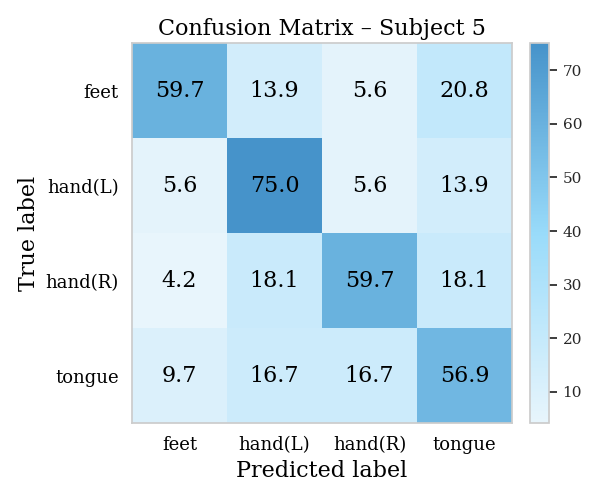 Confusion Matrix – Subject 5
feet 59.7 13.9 5.6 20.8
hand(L) 5.6 75.0 5.6 13.9
hand(R) 4.2 18.1 59.7 18.1
tongue 9.7 16.7 16.7 56.9
feet hand(L) hand(R) tongue
Predicted label
True label
70
60
50
40
30
20
10